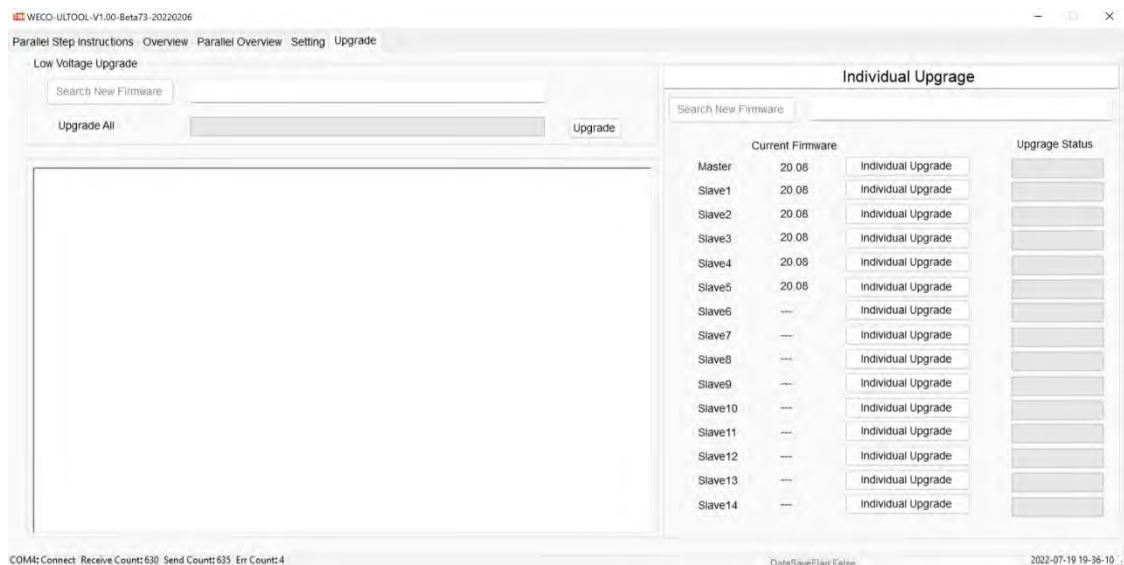 WECO-ULTOOL-V1.00-Beta73-20220206
Parallel Step Instructions Overview Parallel Overview Setting Upgrade
Low Voltage Upgrade
Search New Firmware
Upgrade All Upgrade
Individual Upgrage
Search New Firmware
Current Firmware Upgrage Status
Master 20.08 Individual Upgrade
Slave1 20.08 Individual Upgrade
Slave2 20.08 Individual Upgrade
Slave3 20.08 Individual Upgrade
Slave4 20.08 Individual Upgrade
Slave5 20.08 Individual Upgrade
Slave6 --- Individual Upgrade
Slave7 --- Individual Upgrade
Slave8 --- Individual Upgrade
Slave9 --- Individual Upgrade
Slave10 --- Individual Upgrade
Slave11 --- Individual Upgrade
Slave12 --- Individual Upgrade
Slave13 --- Individual Upgrade
Slave14 --- Individual Upgrade
COM4: Connect Receive Count: 630 Send Count: 635 Err Count: 4 DataSaveFlag:False 2022-07-19 19-36-10